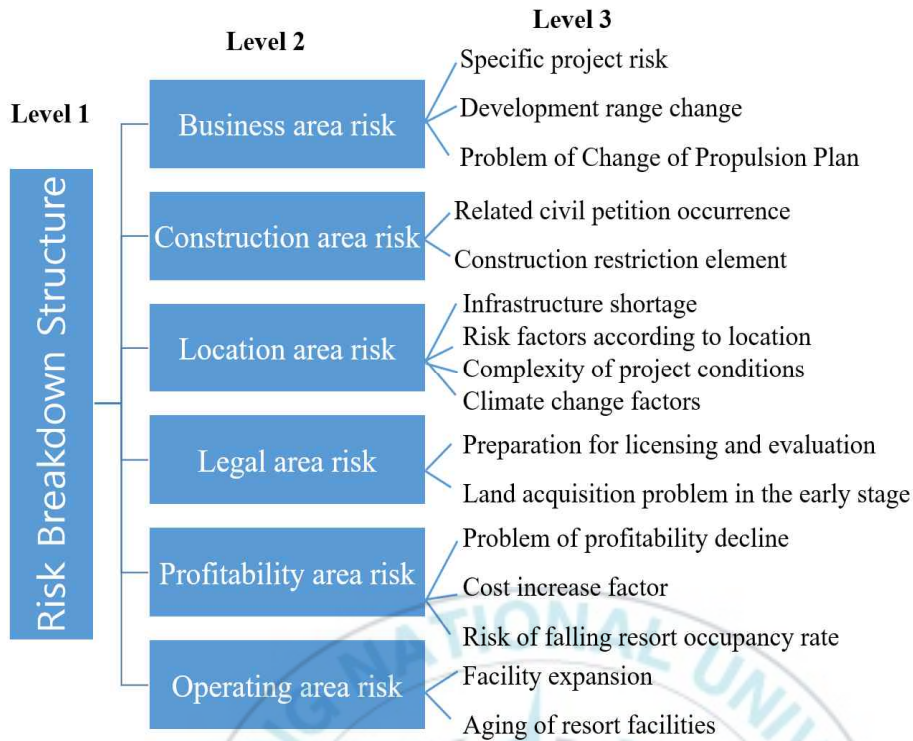 Level 1
Risk Breakdown Structure
Level 2
Business area risk
Construction area risk
Location area risk
Legal area risk
Profitability area risk
Operating area risk
Level 3
Specific project risk
Development range change
Problem of Change of Propulsion Plan
Related civil petition occurrence
Construction restriction element
Infrastructure shortage
Risk factors according to location
Complexity of project conditions
Climate change factors
Preparation for licensing and evaluation
Land acquisition problem in the early stage
Problem of profitability decline
Cost increase factor
Risk of falling resort occupancy rate
Facility expansion
Aging of resort facilities
NATIONAL